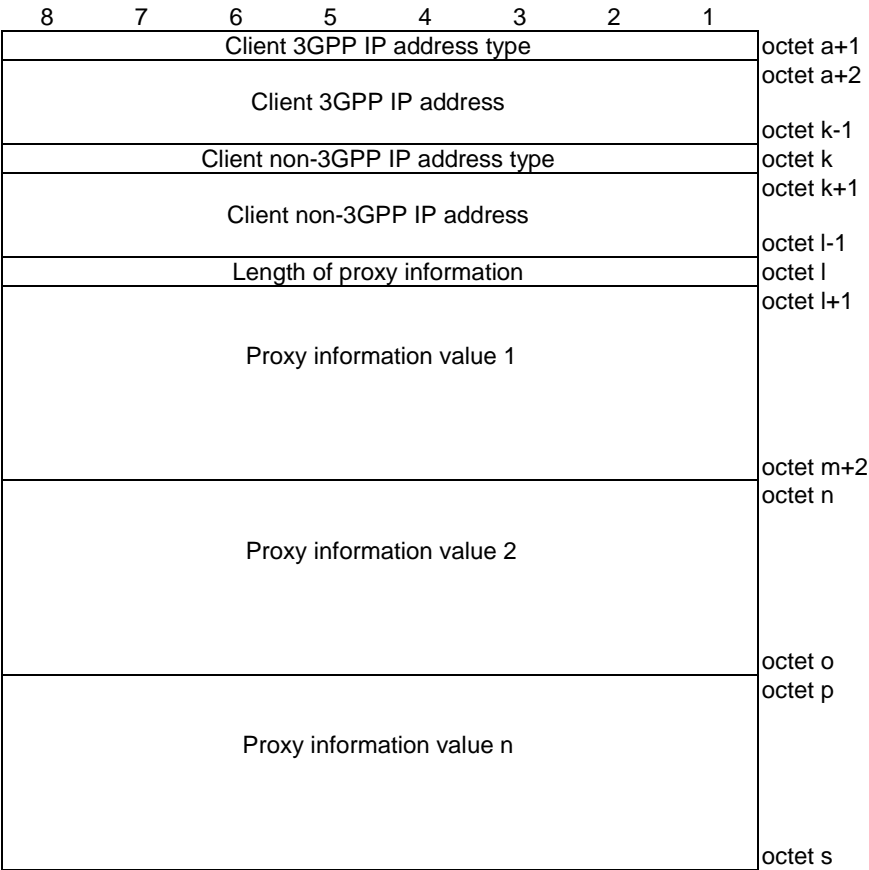 8 7 6 5 4 3 2 1
Client 3GPP IP address type octet a+1
octet a+2
Client 3GPP IP address
octet k-1
Client non-3GPP IP address type octet k
octet k+1
Client non-3GPP IP address
octet l-1
Length of proxy information octet l
octet l+1
Proxy information value 1
octet m+2
octet n
Proxy information value 2
octet o
octet p
Proxy information value n
octet s